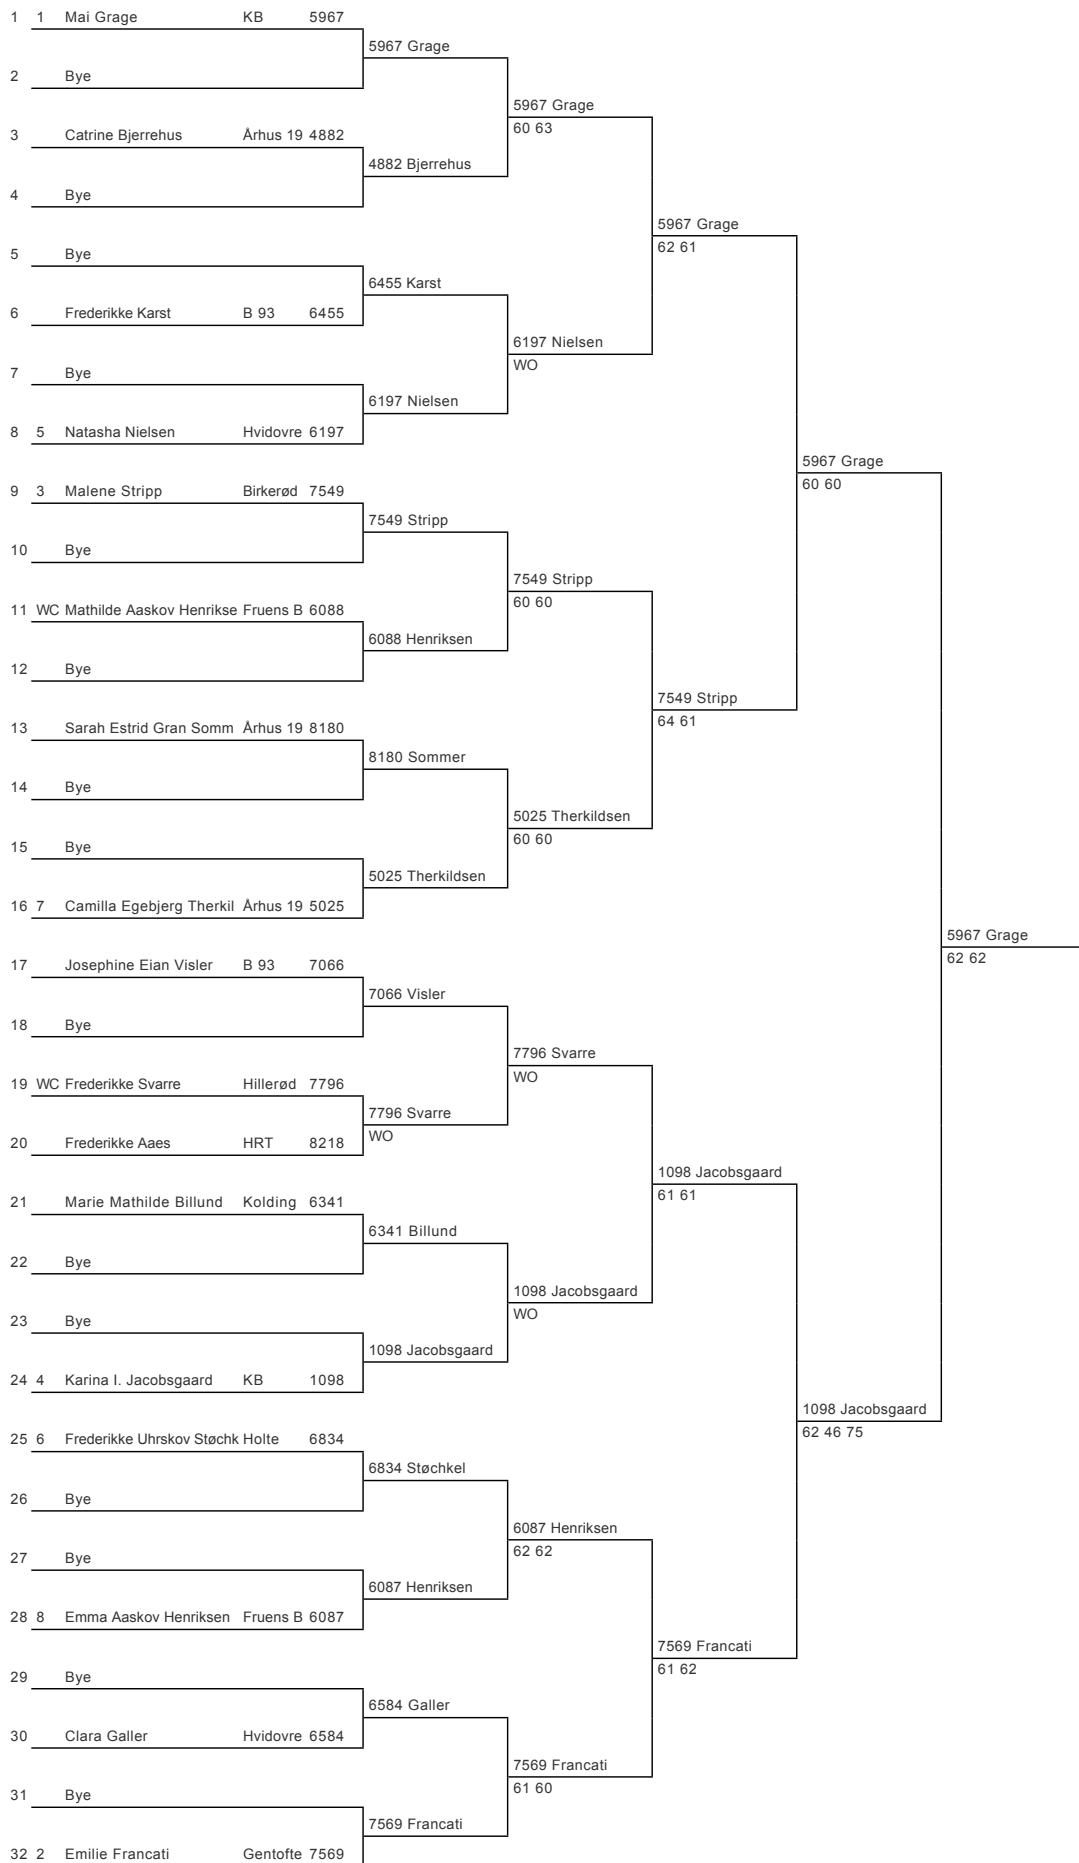 1 1 Mai Grage KB 5967
5967 Grage
2 Bye
5967 Grage
60 63
3 Catrine Bjerrehus Århus 19 4882
4882 Bjerrehus
4 Bye
5967 Grage
62 61
5 Bye
6455 Karst
6 Frederikke Karst B 93 6455
6197 Nielsen
WO
7 Bye
6197 Nielsen
8 5 Natasha Nielsen Hvidovre 6197
5967 Grage
60 60
9 3 Malene Stripp Birkerød 7549
7549 Stripp
10 Bye
7549 Stripp
60 60
11 WC Mathilde Aaskov Henrikse Fruens B 6088
6088 Henriksen
12 Bye
7549 Stripp
64 61
13 Sarah Estrid Gran Somm Århus 19 8180
8180 Sommer
14 Bye
5025 Therkildsen
60 60
15 Bye
5025 Therkildsen
16 7 Camilla Egebjerg Therkil Århus 19 5025
5967 Grage
62 62
17 Josephine Eian Visler B 93 7066
7066 Visler
18 Bye
7796 Svarre
WO
19 WC Frederikke Svarre Hillerød 7796
7796 Svarre
WO
20 Frederikke Aaes HRT 8218
1098 Jacobsgaard
61 61
21 Marie Mathilde Billund Kolding 6341
6341 Billund
22 Bye
1098 Jacobsgaard
WO
23 Bye
1098 Jacobsgaard
24 4 Karina I. Jacobsgaard KB 1098
1098 Jacobsgaard
62 46 75
25 6 Frederikke Uhrskov Støchk Holte 6834
6834 Støchkel
26 Bye
6087 Henriksen
62 62
27 Bye
6087 Henriksen
28 8 Emma Aaskov Henriksen Fruens B 6087
7569 Francati
61 62
29 Bye
6584 Galler
30 Clara Galler Hvidovre 6584
7569 Francati
61 60
31 Bye
7569 Francati
32 2 Emilie Francati Gentofte 7569